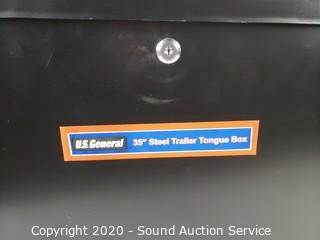 U.S. General 35" Steel Trailer Tongue Box
Copyright © 2020 - Sound Auction Service